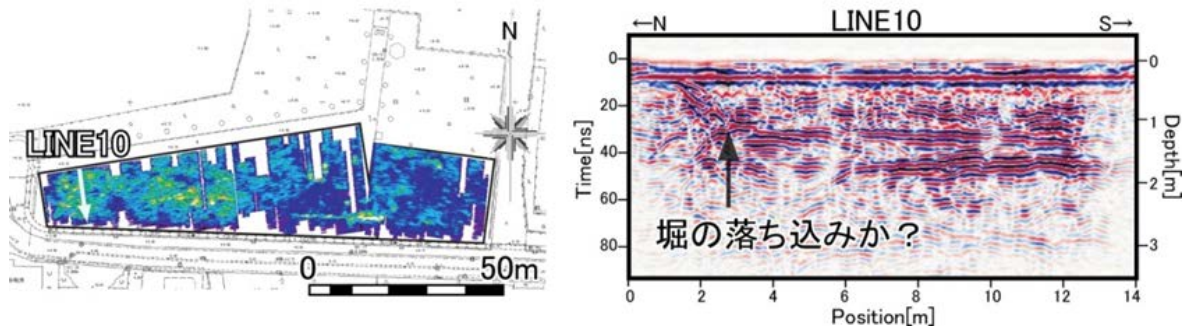 N
LINE10
0 50m
LINE10
←N S→
0
20
40
60
80
Time[ns]
0
1
2
3
Depth[m]
堀の落ち込みか？
0 2 4 6 8 10 12 14
Position[m]